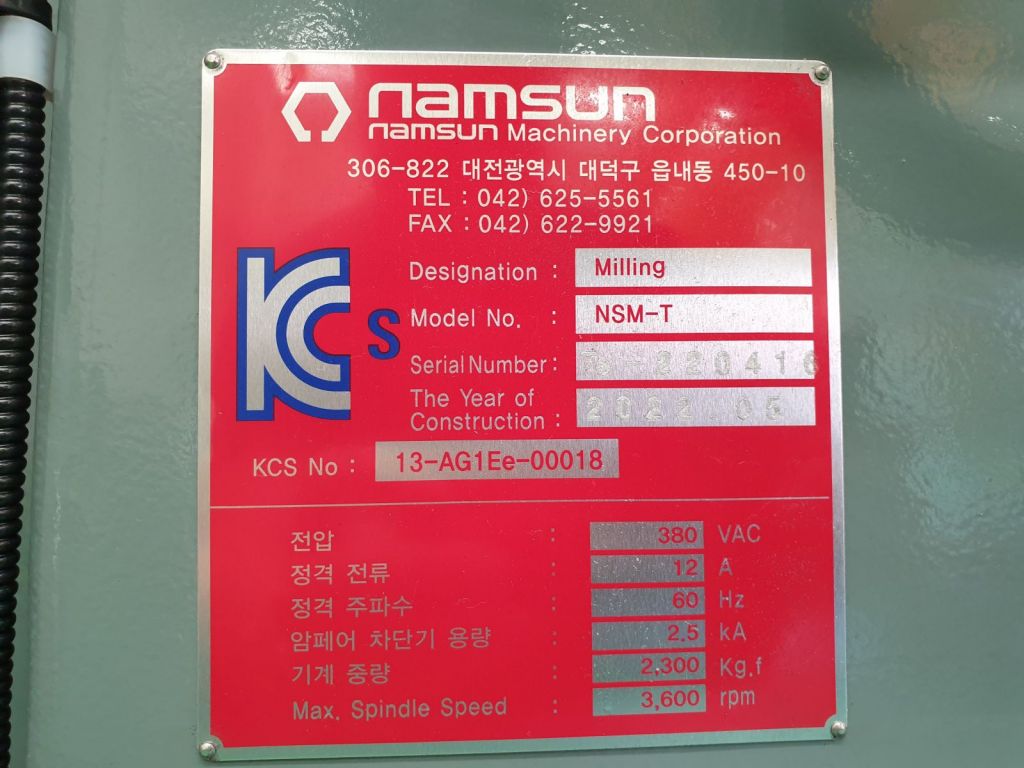 namsun
namsun Machinery Corporation
306-822 대전광역시 대덕구 읍내동 450-10
TEL : 042) 625-5561
FAX : 042) 622-9921
KCs
Designation : Milling
Model No. : NSM-T
Serial Number : 220416
The Year of
Construction : 2022 05
KCS No : 13-AG1Ee-00018
전압 : 380 VAC
정격 전류 : 12 A
정격 주파수 : 60 Hz
암페어 차단기 용량 : 2.5 kA
기계 중량 : 2,300 Kg.f
Max. Spindle Speed : 3,600 rpm